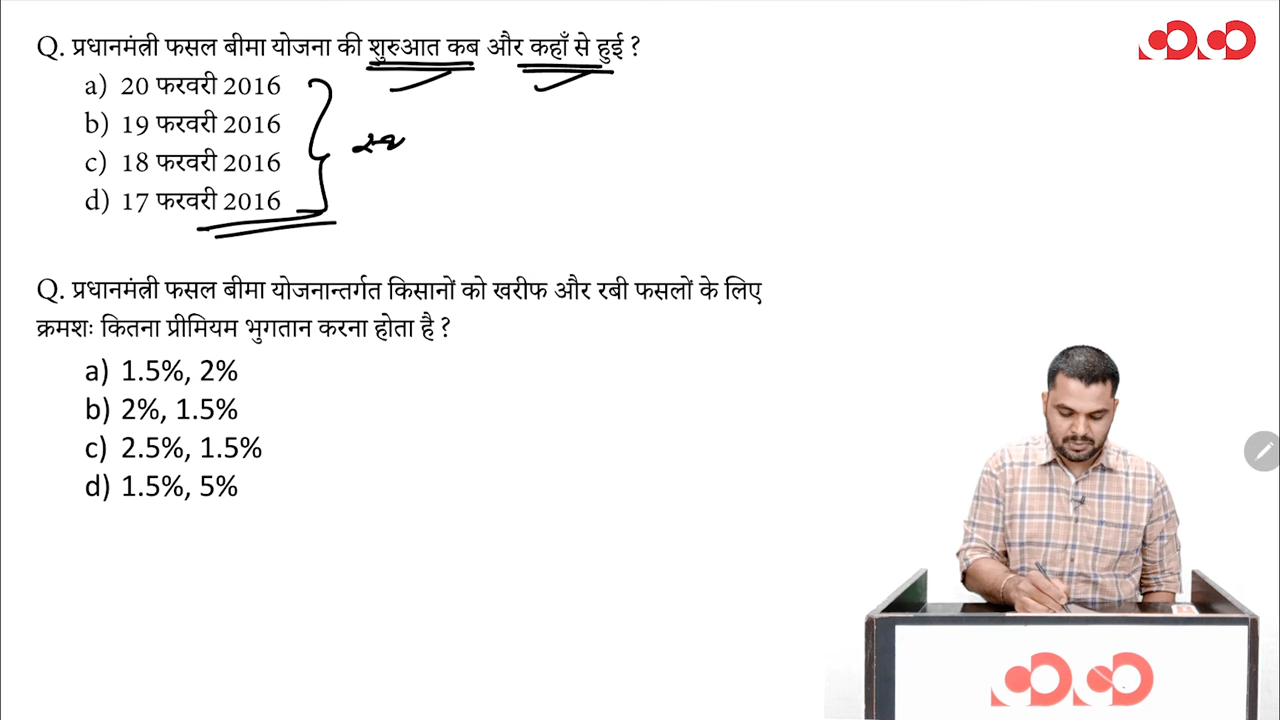 Q. प्रधानमंत्री फसल बीमा योजना की शुरुआत कब और कहाँ से हुई ?
a) 20 फरवरी 2016
b) 19 फरवरी 2016
c) 18 फरवरी 2016
d) 17 फरवरी 2016
Q. प्रधानमंत्री फसल बीमा योजनान्तर्गत किसानों को खरीफ और रबी फसलों के लिए
क्रमशः कितना प्रीमियम भुगतान करना होता है ?
a) 1.5%, 2%
b) 2%, 1.5%
c) 2.5%, 1.5%
d) 1.5%, 5%